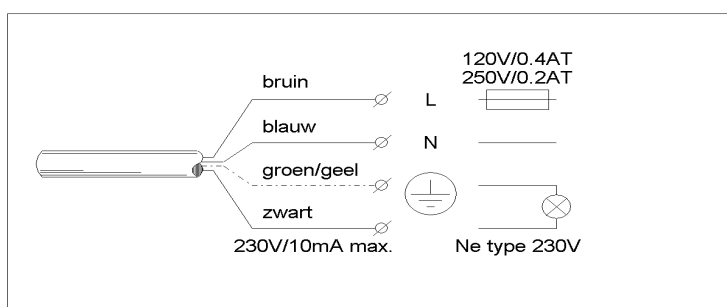 120V/0.4AT
250V/0.2AT
bruin
L
blauw
N
groen/geel
zwart
230V/10mA max.
Ne type 230V